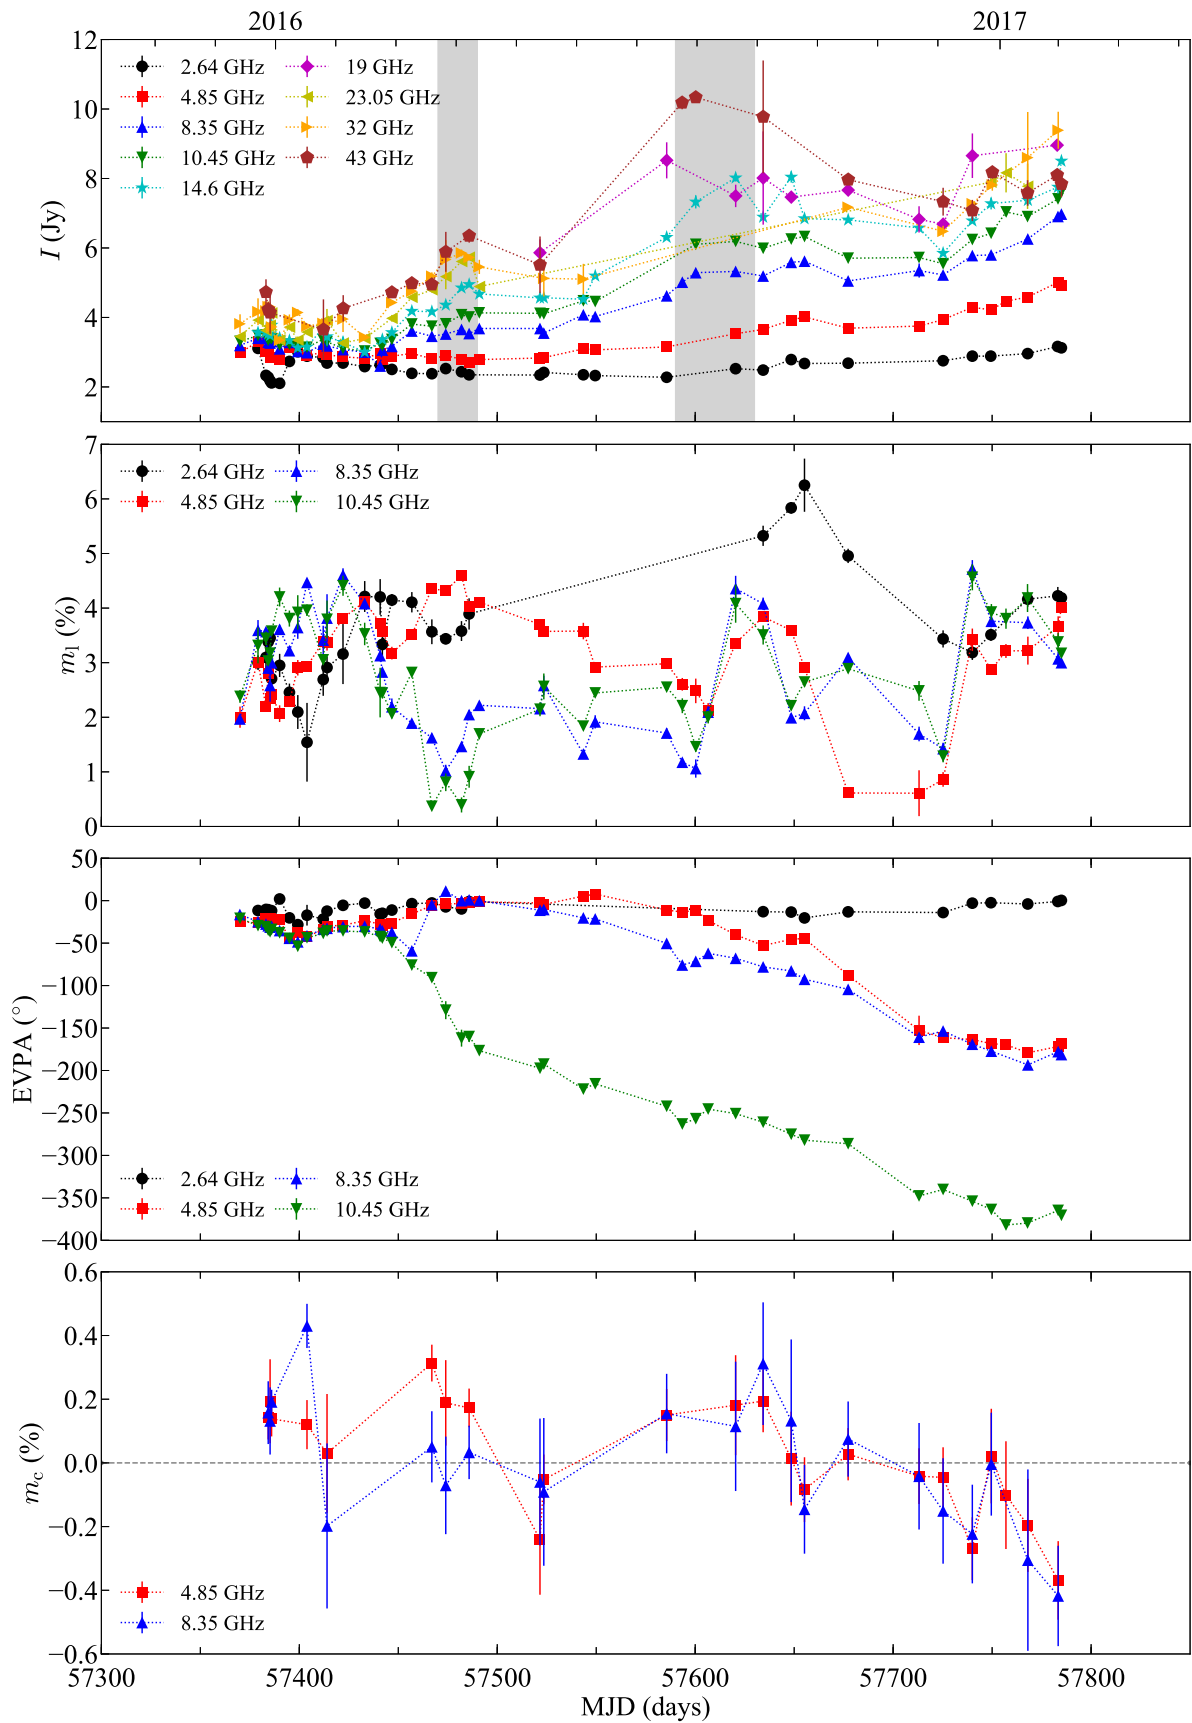 2016 2017
12
10
8
6
4
2
I (Jy)
2.64 GHz 19 GHz
4.85 GHz 23.05 GHz
8.35 GHz 32 GHz
10.45 GHz 43 GHz
14.6 GHz
7
6
5
4
3
2
1
0
m_l (%)
2.64 GHz 8.35 GHz
4.85 GHz 10.45 GHz
50
0
−50
−100
−150
−200
−250
−300
−350
−400
EVPA (°)
2.64 GHz 8.35 GHz
4.85 GHz 10.45 GHz
0.6
0.4
0.2
0.0
−0.2
−0.4
−0.6
m_c (%)
4.85 GHz
8.35 GHz
57300 57400 57500 57600 57700 57800
MJD (days)